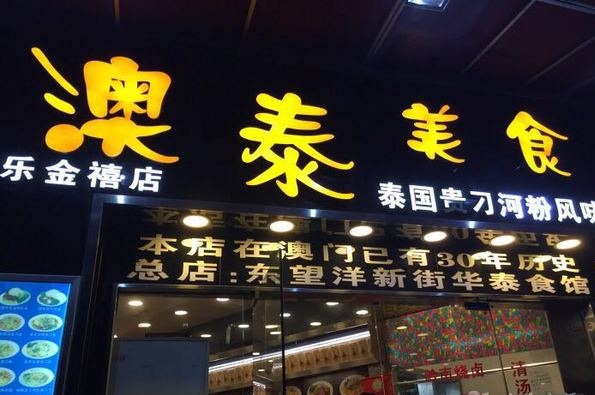 澳泰美食
乐金禧店
泰国贵刁河粉风味
本店在澳门已有30年历史
总店:东望洋新街华泰食馆
清汤